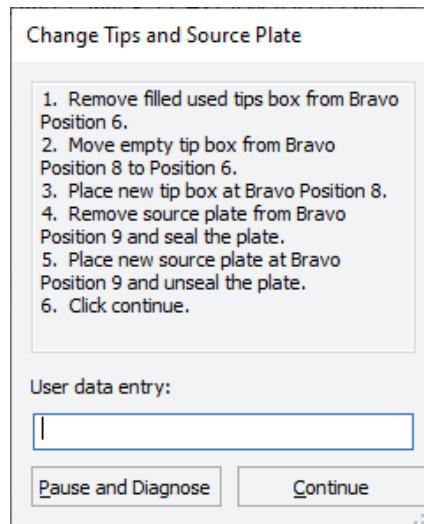 Change Tips and Source Plate
1. Remove filled used tips box from Bravo
Position 6.
2. Move empty tip box from Bravo
Position 8 to Position 6.
3. Place new tip box at Bravo Position 8.
4. Remove source plate from Bravo
Position 9 and seal the plate.
5. Place new source plate at Bravo
Position 9 and unseal the plate.
6. Click continue.
User data entry:
Pause and Diagnose
Continue